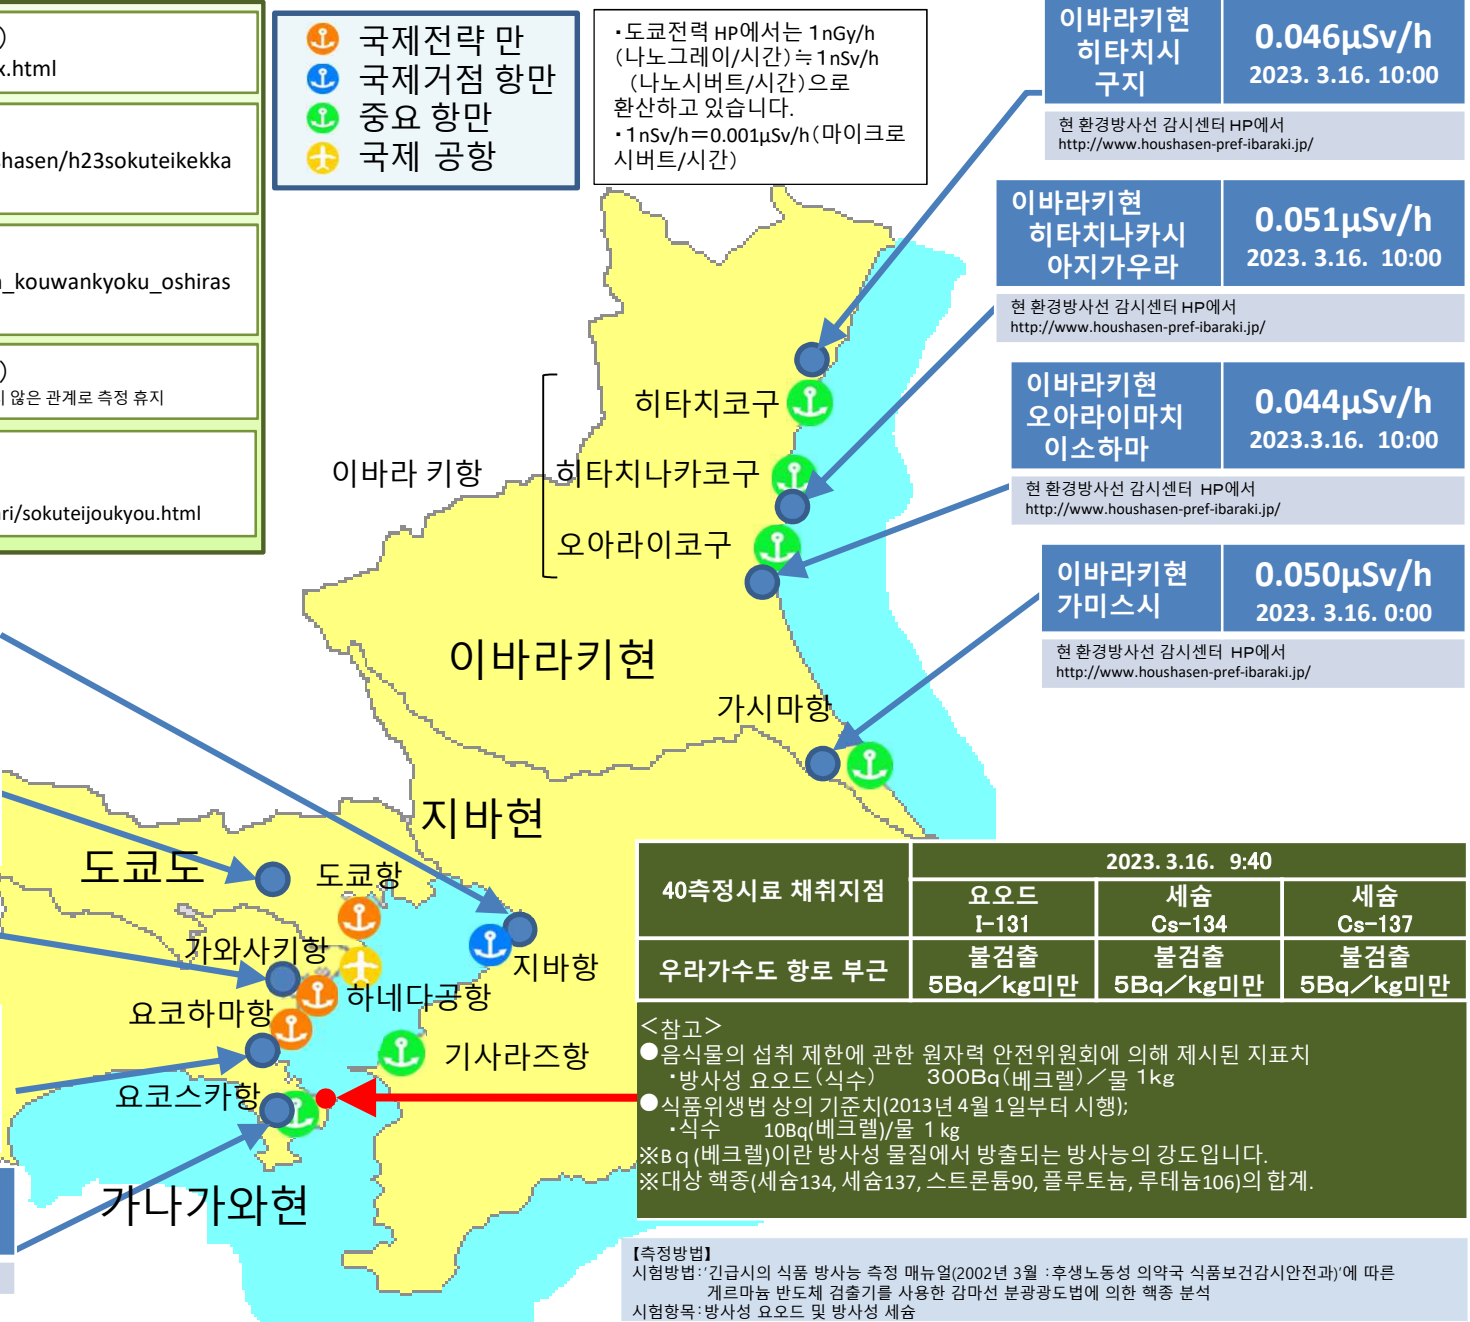 )
x.html
hasen/h23sokuteikekka
_kouwankyoku_oshiras
)
않은 관계로 측정 휴지
ari/sokuteijoukyou.html
국제전략 만
국제거점 항만
중요 항만
국제 공항
・도쿄전력 HP에서는 1nGy/h
(나노그레이/시간)≒1nSv/h
(나노시버트/시간)으로
환산하고 있습니다.
・1nSv/h＝0.001µSv/h(마이크로
시버트/시간)
이바라키현
히타치시
구지
0.046µSv/h
2023. 3.16. 10:00
현 환경방사선 감시센터 HP에서
http://www.houshasen-pref-ibaraki.jp/
이바라키현
히타치나카시
아지가우라
0.051µSv/h
2023. 3.16. 10:00
현 환경방사선 감시센터 HP에서
http://www.houshasen-pref-ibaraki.jp/
이바라키현
오아라이마치
이소하마
0.044µSv/h
2023.3.16. 10:00
현 환경방사선 감시센터 HP에서
http://www.houshasen-pref-ibaraki.jp/
이바라키현
가미스시
0.050µSv/h
2023. 3.16. 0:00
현 환경방사선 감시센터 HP에서
http://www.houshasen-pref-ibaraki.jp/
히타치코구
이바라 키항
히타치나카코구
오아라이코구
이바라키현
가시마항
지바현
도쿄도
도쿄항
가와사키항
지바항
하네다공항
요코하마항
기사라즈항
요코스카항
가나가와현
40측정시료 채취지점
2023. 3.16. 9:40
요오드
I-131
세슘
Cs-134
세슘
Cs-137
우라가수도 항로 부근
불검출
5Bq／kg미만
불검출
5Bq／kg미만
불검출
5Bq／kg미만
＜참고＞
●음식물의 섭취 제한에 관한 원자력 안전위원회에 의해 제시된 지표치
・방사성 요오드(식수) 300Bq(베크렐)／물 1kg
●식품위생법 상의 기준치(2013년 4월 1일부터 시행);
・식수 10Bq(베크렐)/물 1 kg
※Bq(베크렐)이란 방사성 물질에서 방출되는 방사능의 강도입니다.
※대상 핵종(세슘134, 세슘137, 스트론튬90, 플루토늄, 루테늄106)의 합계.
【측정방법】
시험방법:‘긴급시의 식품 방사능 측정 매뉴얼(2002년 3월 :후생노동성 의약국 식품보건감시안전과)’에 따른
게르마늄 반도체 검출기를 사용한 감마선 분광광도법에 의한 핵종 분석
시험항목:방사성 요오드 및 방사성 세슘